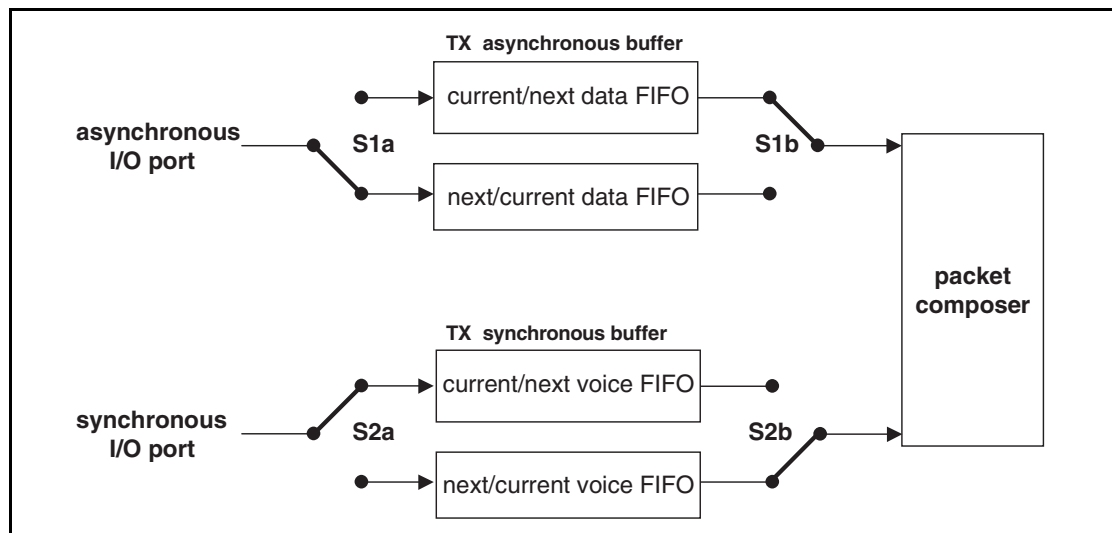 TX asynchronous buffer
current/next data FIFO
asynchronous
I/O port
S1a
S1b
next/current data FIFO
packet
composer
TX synchronous buffer
current/next voice FIFO
synchronous
I/O port
S2a
S2b
next/current voice FIFO